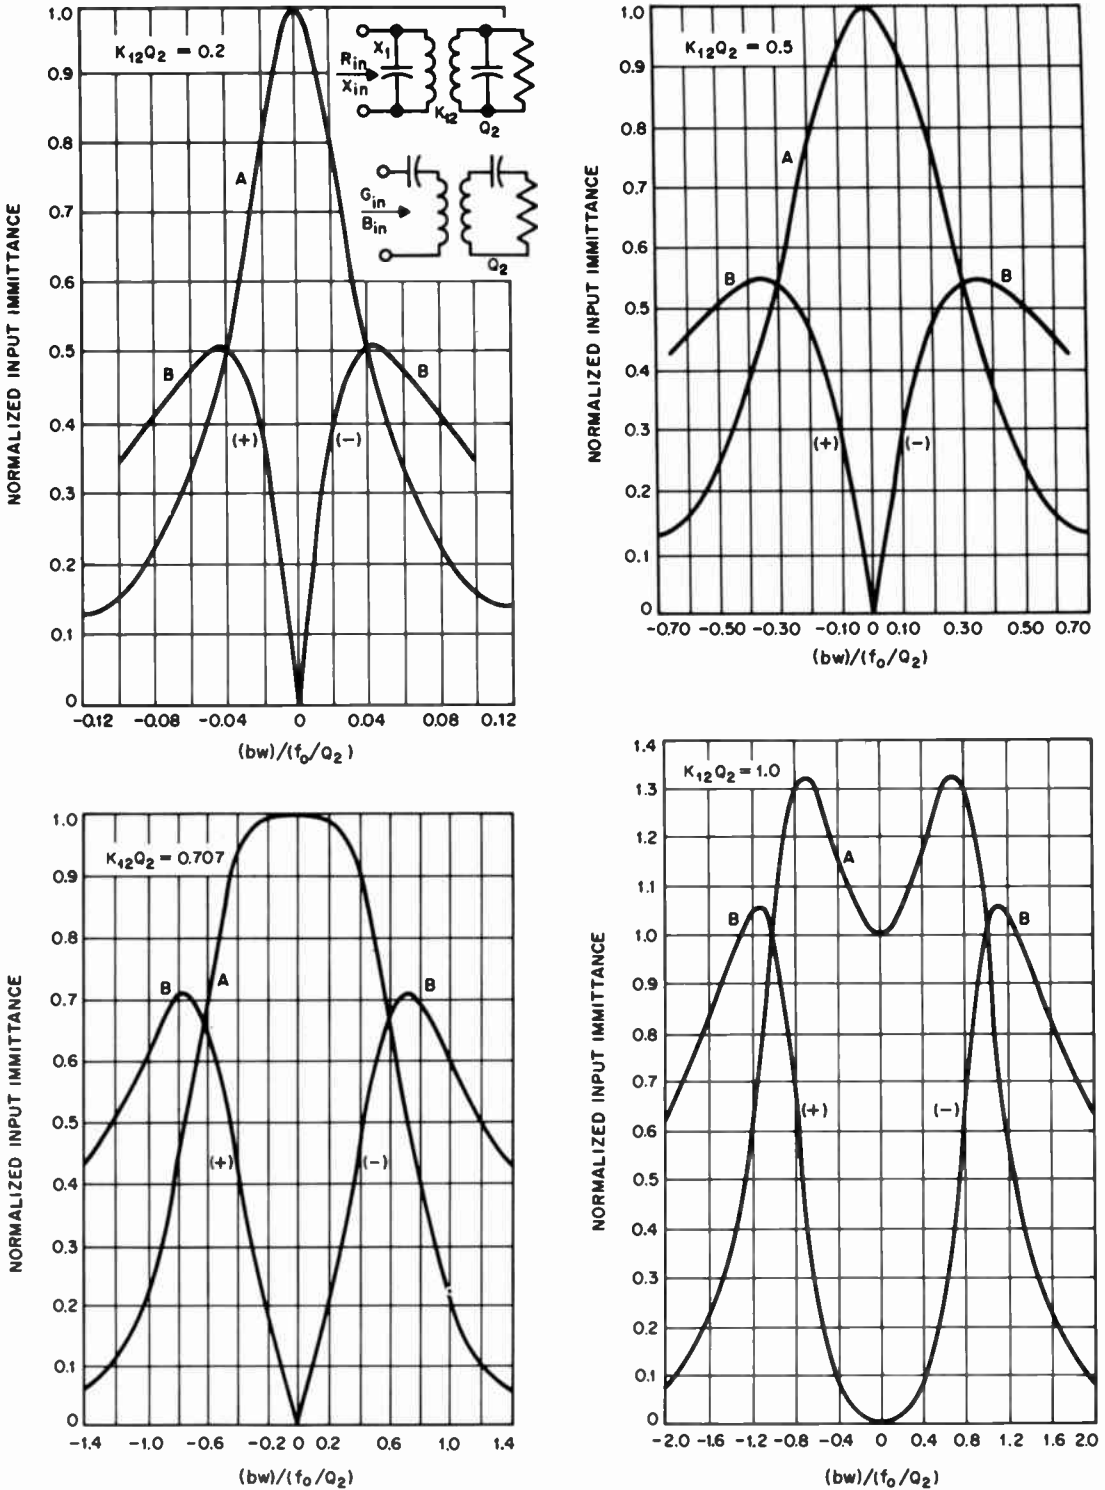 K₁₂Q₂ = 0.2
NORMALIZED INPUT IMMITTANCE
1.0
0.9
0.8
0.7
0.6
0.5
0.4
0.3
0.2
0.1
0
A
B
B
(+)
(-)
X₁
Rin
Xin
K₁₂
Q₂
Gin
Bin
Q₂
-0.12 -0.08 -0.04 0 0.04 0.08 0.12
(bw)/(f₀/Q₂)
K₁₂Q₂ = 0.5
NORMALIZED INPUT IMMITTANCE
1.0
0.9
0.8
0.7
0.6
0.5
0.4
0.3
0.2
0.1
0
A
B
B
(+)
(-)
-0.70 -0.50 -0.30 -0.10 0 0.10 0.30 0.50 0.70
(bw)/(f₀/Q₂)
K₁₂Q₂ = 0.707
NORMALIZED INPUT IMMITTANCE
1.0
0.9
0.8
0.7
0.6
0.5
0.4
0.3
0.2
0.1
0
A
B
B
(+)
(-)
-1.4 -1.0 -0.6 -0.2 0 0.2 0.6 1.0 1.4
(bw)/(f₀/Q₂)
K₁₂Q₂ = 1.0
NORMALIZED INPUT IMMITTANCE
1.4
1.3
1.2
1.1
1.0
0.9
0.8
0.7
0.6
0.5
0.4
0.3
0.2
0.1
0
A
B
B
(+)
(-)
-2.0 -1.6 -1.2 -0.8 0 0.4 0.8 1.2 1.6 2.0
(bw)/(f₀/Q₂)